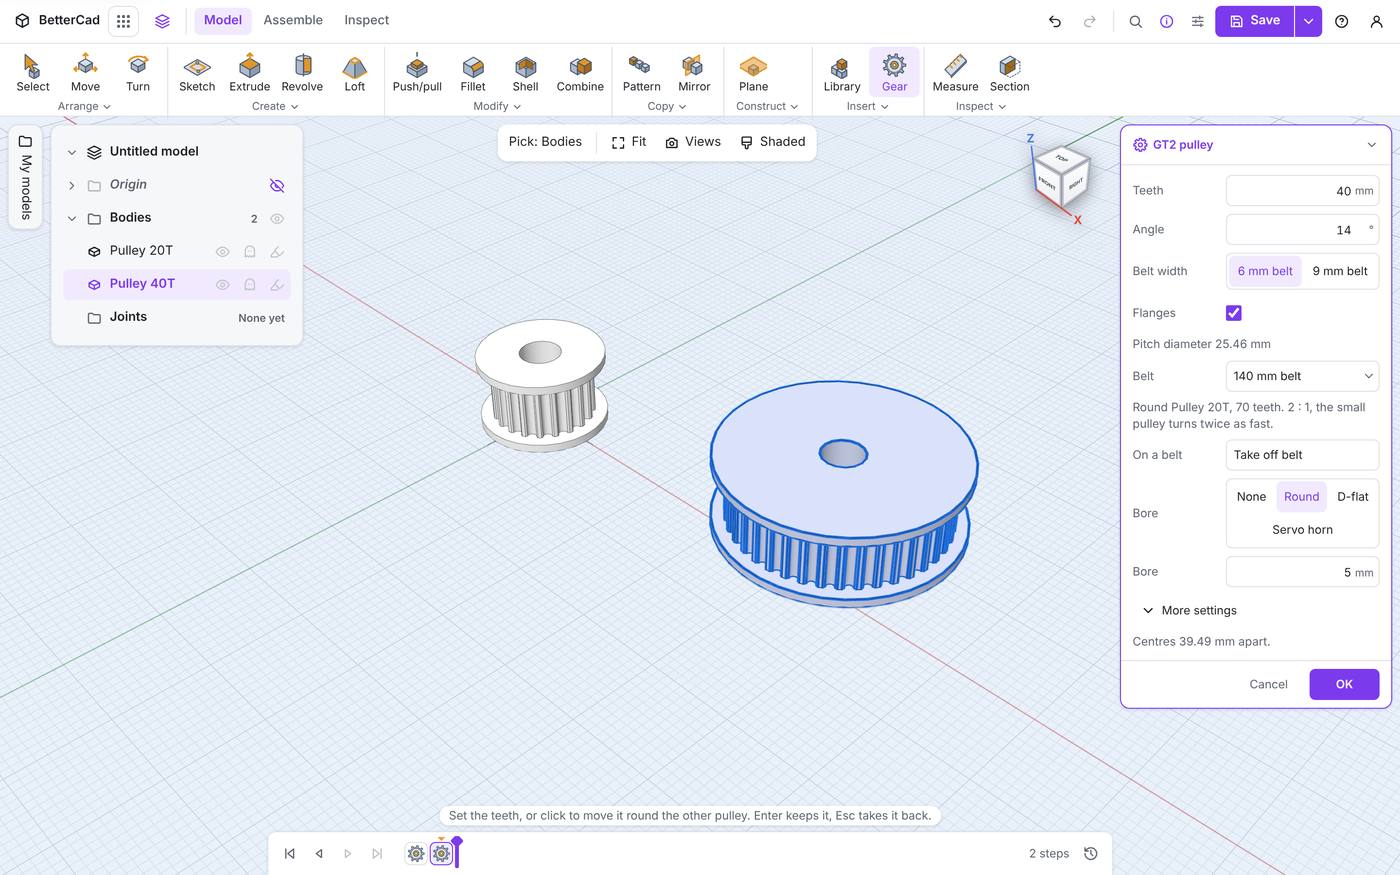 BetterCad
Model Assemble Inspect
Save
Select Move Turn Sketch Extrude Revolve Loft Push/pull Fillet Shell Combine Pattern Mirror Plane Library Gear Measure Section
Arrange Create Modify Copy Construct Insert Inspect
My models
Untitled model
Origin
Bodies 2
Pulley 20T
Pulley 40T
Joints None yet
Pick: Bodies Fit Views Shaded
Z
TOP
FRONT RIGHT
X
GT2 pulley
Teeth 40 mm
Angle 14 °
Belt width 6 mm belt 9 mm belt
Flanges
Pitch diameter 25.46 mm
Belt 140 mm belt
Round Pulley 20T, 70 teeth. 2 : 1, the small
pulley turns twice as fast.
On a belt Take off belt
Bore None Round D-flat
Servo horn
Bore 5 mm
More settings
Centres 39.49 mm apart.
Cancel OK
Set the teeth, or click to move it round the other pulley. Enter keeps it, Esc takes it back.
2 steps